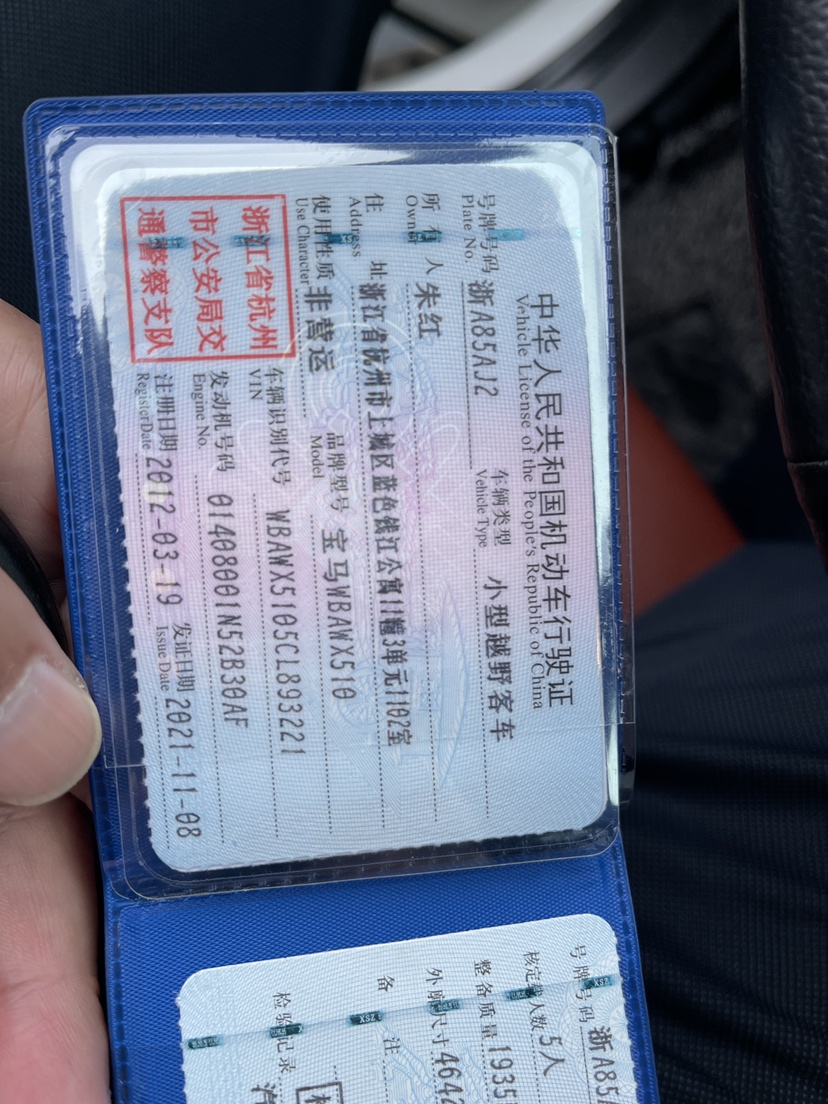 中华人民共和国机动车行驶证
Vehicle License of the People's Republic of China
号牌号码 浙A85AJ2 车辆类型 小型越野客车
Plate No. Vehicle Type
所有人 朱红
Owner
住址 浙江省杭州市上城区蓝色钱江公寓11幢3单元1102室
Address
使用性质 非营运 品牌型号 宝马WBAWX510
Use Character Model
浙江省杭州
市公安局交
通警察支队
车辆识别代号 WBAWX5105CL893221
VIN
发动机号码 01408001N52B30AF
Engine No.
注册日期 2012-03-19 发证日期 2021-11-08
Register Date Issue Date
号牌号码 浙A85A
核定载人数 5人
整备质量 1935
外廓尺寸 464
备注
检验记录